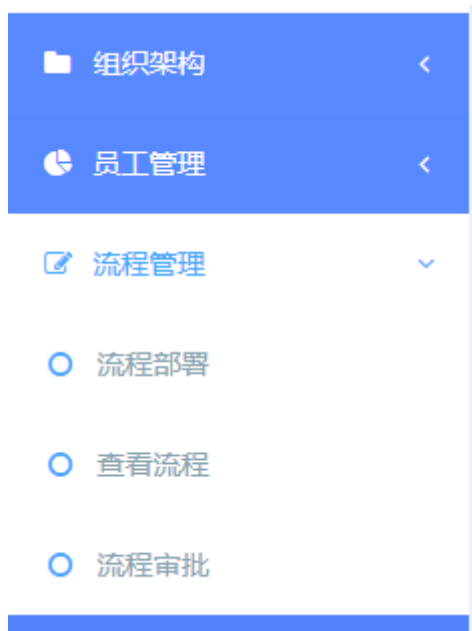 组织架构
员工管理
流程管理
流程部署
查看流程
流程审批